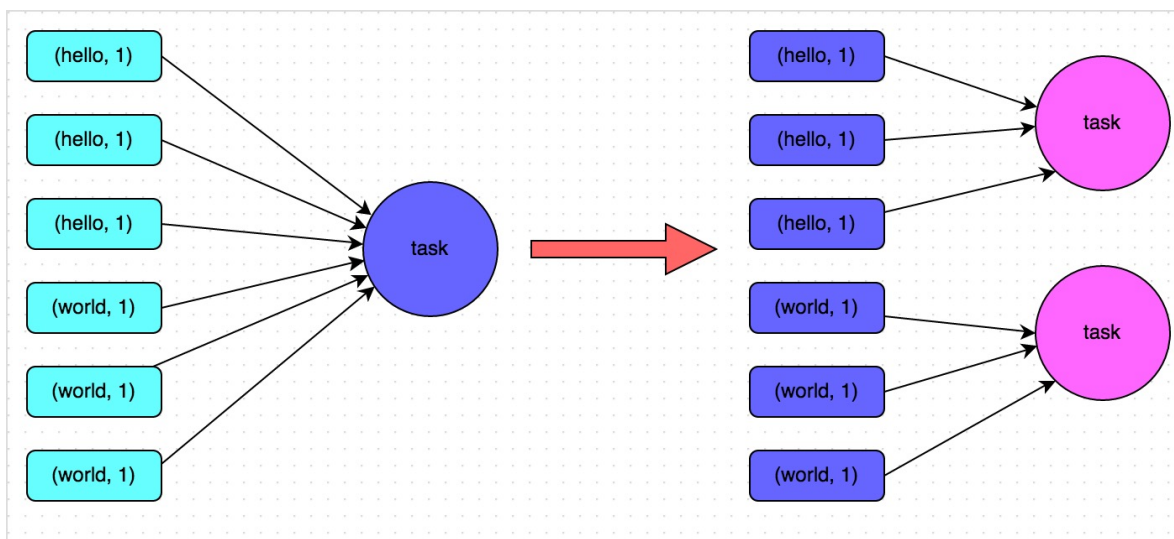 (hello, 1)
(hello, 1)
(hello, 1)
(world, 1)
(world, 1)
(world, 1)
task
(hello, 1)
(hello, 1)
(hello, 1)
(world, 1)
(world, 1)
(world, 1)
task
task